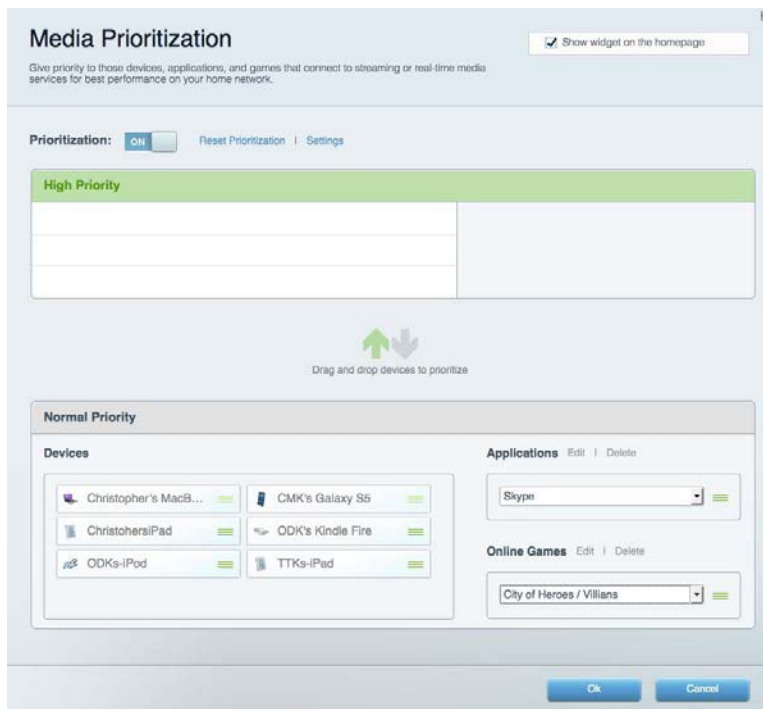 Media Prioritization
Show widget on the homepage
Give priority to those devices, applications, and games that connect to streaming or real-time media
services for best performance on your home network.
Prioritization: ON Reset Prioritization | Settings
High Priority
Drag and drop devices to prioritize
Normal Priority
Devices
Christopher's MacB... CMK's Galaxy S5
ChristohersiPad ODK's Kindle Fire
ODKs-iPod TTKs-iPad
Applications Edit | Delete
Skype
Online Games Edit | Delete
City of Heroes / Villians
Ok Cancel